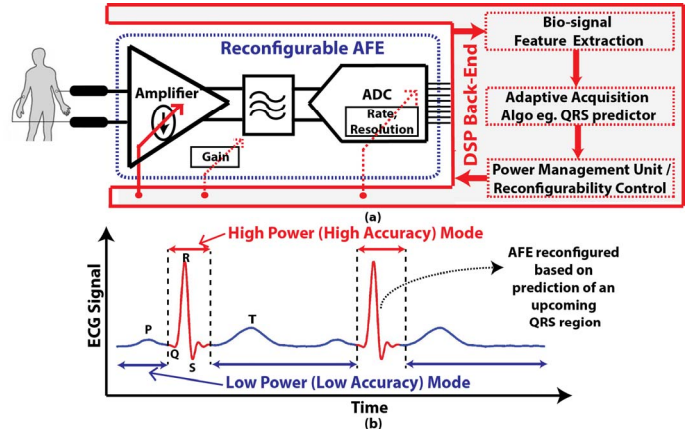 Reconfigurable AFE
Amplifier
ADC
Rate,
Resolution
Gain
DSP Back-End
Bio-signal
Feature Extraction
Adaptive Acquisition
Algo eg. QRS predictor
Power Management Unit /
Reconfigurability Control
(a)
High Power (High Accuracy) Mode
R
P
Q
S
T
AFE reconfigured
based on
prediction of an
upcoming
QRS region
ECG Signal
Low Power (Low Accuracy) Mode
Time
(b)